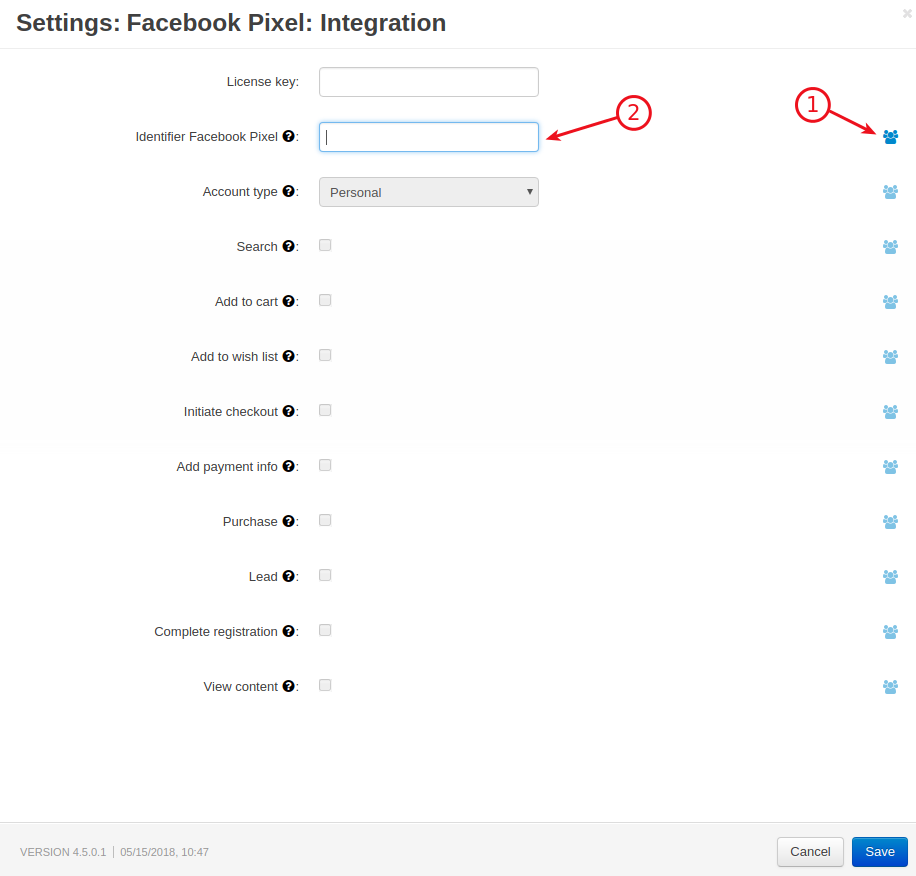 Settings: Facebook Pixel: Integration
×
License key:
1
2
Identifier Facebook Pixel ?:
Account type ?: Personal
Search ?:
Add to cart ?:
Add to wish list ?:
Initiate checkout ?:
Add payment info ?:
Purchase ?:
Lead ?:
Complete registration ?:
View content ?:
VERSION 4.5.0.1 | 05/15/2018, 10:47
Cancel Save